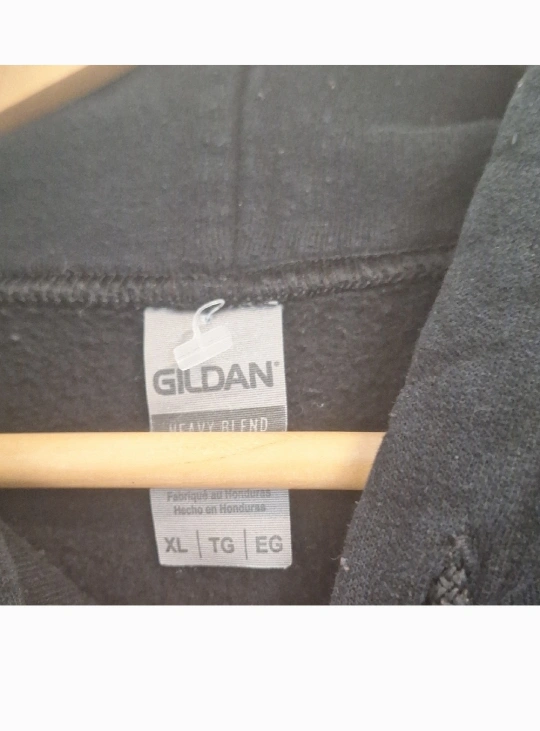 GILDAN®
HEAVY BLEND
Fabriqué au Honduras
Hecho en Honduras
XL | TG | EG